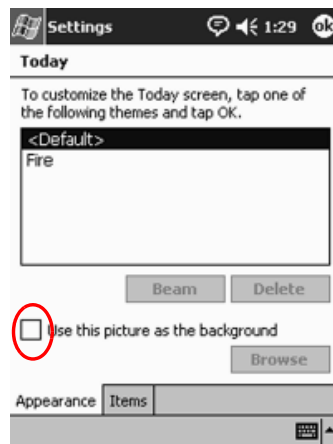 Settings 1:29 ok
Today
To customize the Today screen, tap one of
the following themes and tap OK.
<Default>
Fire
Beam Delete
Use this picture as the background
Browse
Appearance Items